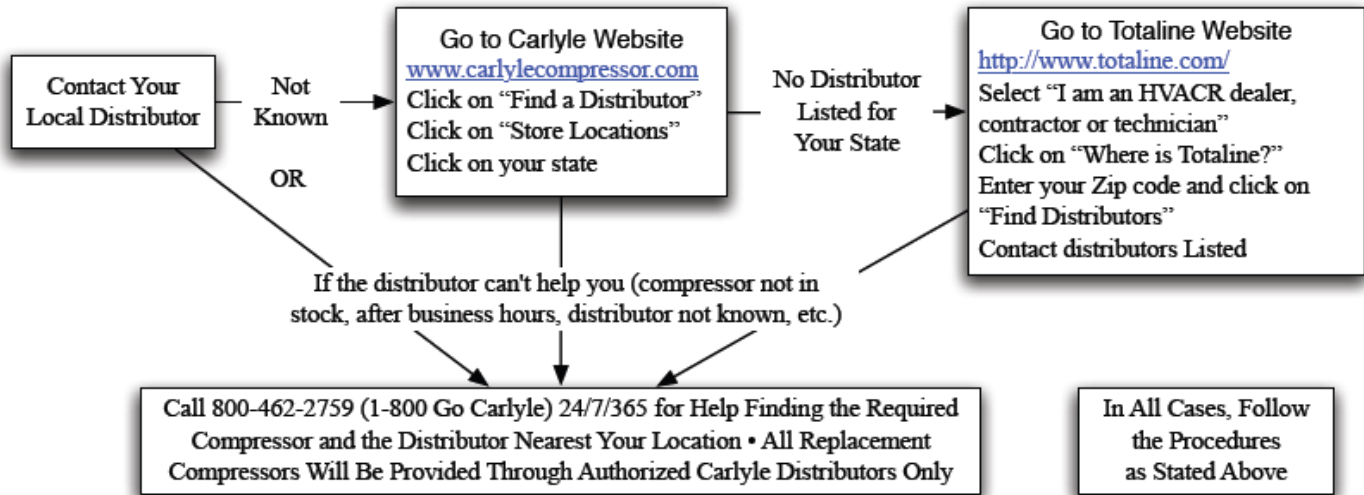 Contact Your
Local Distributor
Not
Known
OR
Go to Carlyle Website
www.carlylecompressor.com
Click on “Find a Distributor”
Click on “Store Locations”
Click on your state
No Distributor
Listed for
Your State
Go to Totaline Website
http://www.totaline.com/
Select “I am an HVACR dealer,
contractor or technician”
Click on “Where is Totaline?”
Enter your Zip code and click on
“Find Distributors”
Contact distributors Listed
If the distributor can't help you (compressor not in
stock, after business hours, distributor not known, etc.)
Call 800-462-2759 (1-800 Go Carlyle) 24/7/365 for Help Finding the Required
Compressor and the Distributor Nearest Your Location • All Replacement
Compressors Will Be Provided Through Authorized Carlyle Distributors Only
In All Cases, Follow
the Procedures
as Stated Above